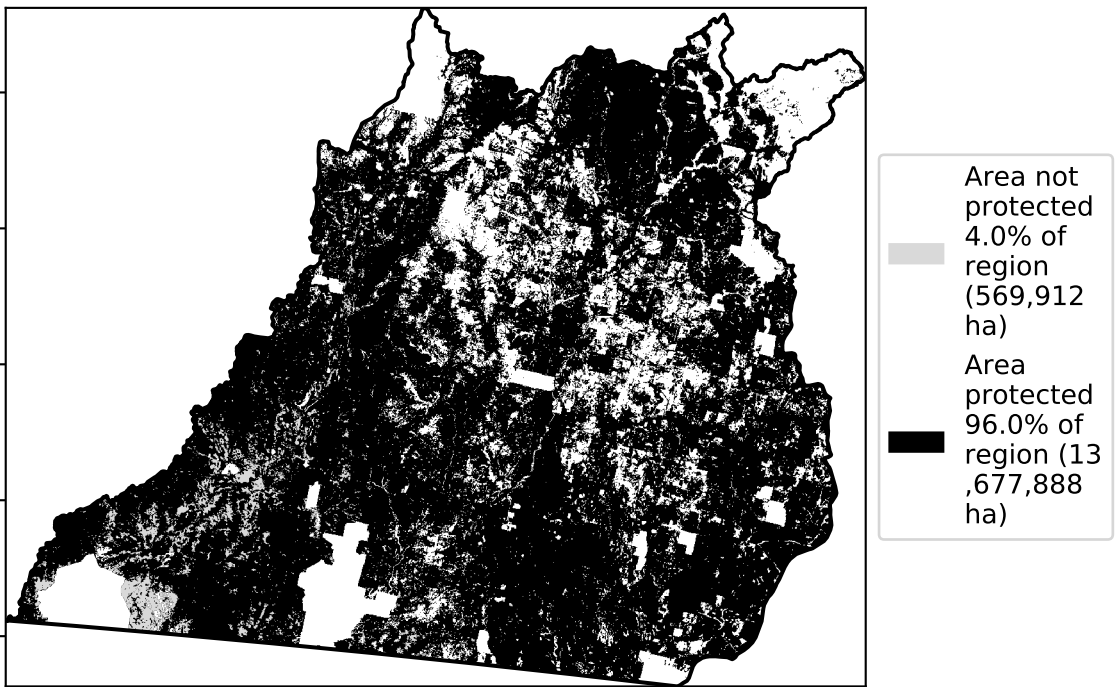 Area not
protected
4.0% of
region
(569,912
ha)
Area
protected
96.0% of
region (13
,677,888
ha)